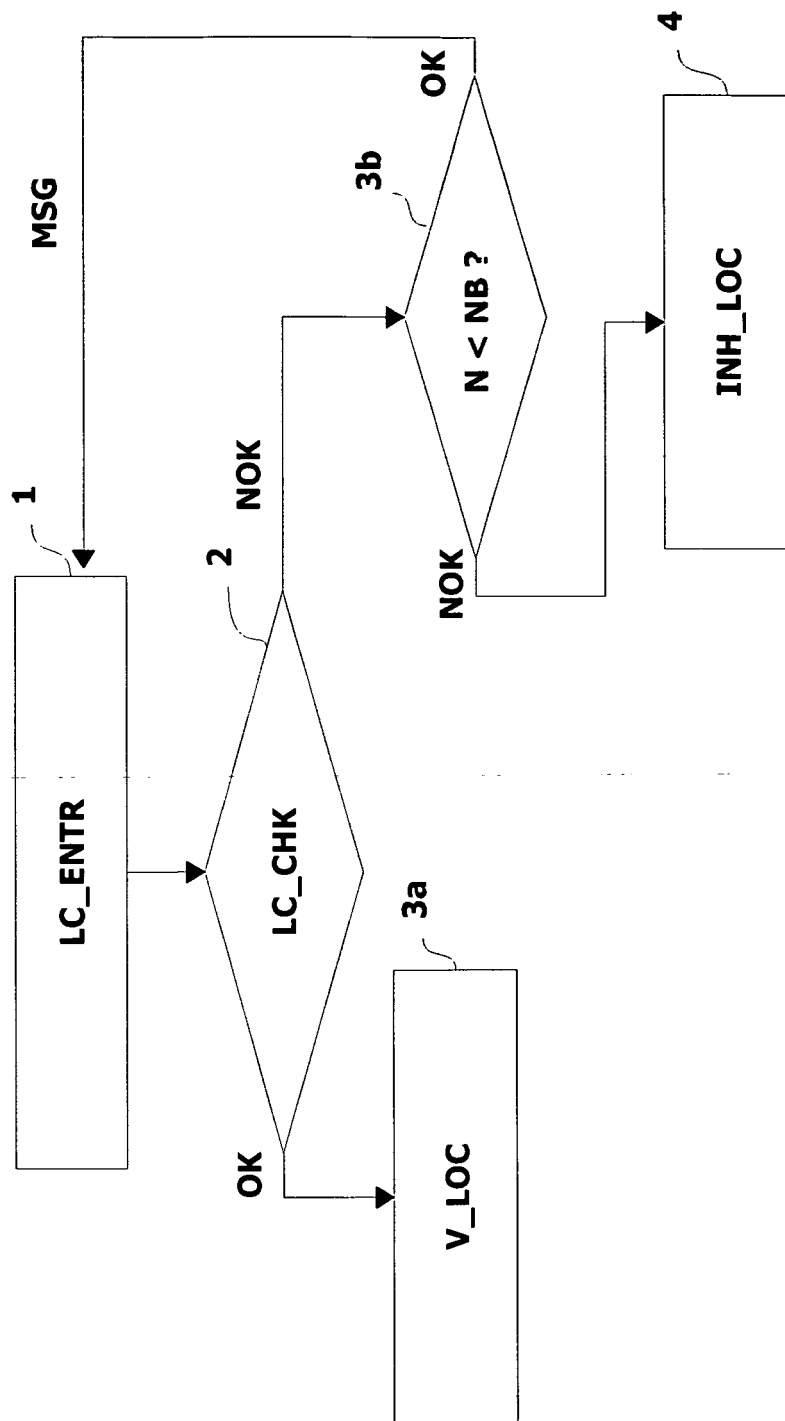 1
LC_ENTR
MSG
2
LC_CHK
OK
NOK
3a
V_LOC
3b
N < NB ?
OK
NOK
4
INH_LOC